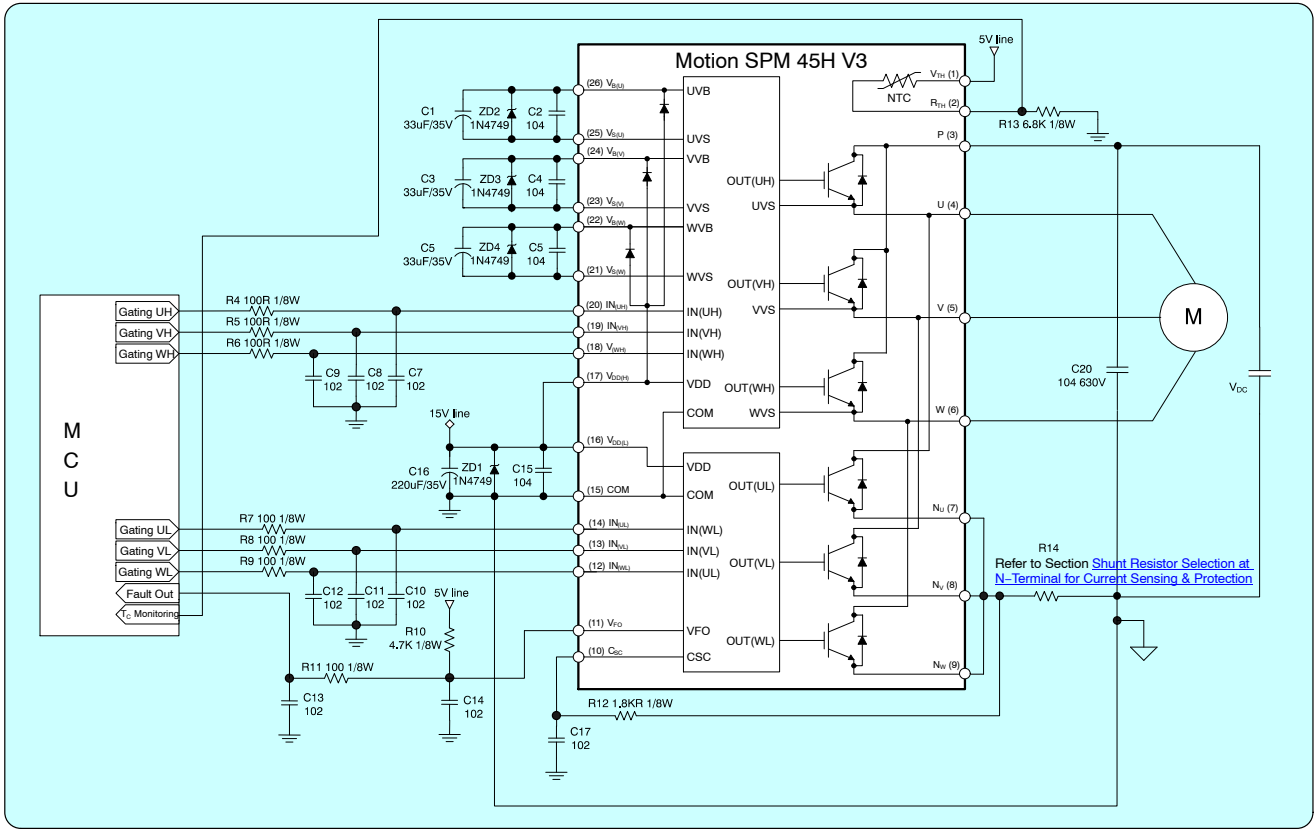 Motion SPM 45H V3
5V line
(26) VB(U)
UVB
VTH (1)
NTC
RTH (2)
R13 6.8K 1/8W
C1
33uF/35V
ZD2
1N4749
C2
104
(25) VS(U)
UVS
(24) VB(V)
VVB
P (3)
C3
33uF/35V
ZD3
1N4749
C4
104
OUT(UH)
UVS
(23) VS(V)
VVS
U (4)
(22) VB(W)
WVB
C5
33uF/35V
ZD4
1N4749
C5
104
(21) VS(W)
WVS
OUT(VH)
VVS
V (5)
M
Gating UH
R4 100R 1/8W
(20) IN(UH)
IN(UH)
Gating VH
R5 100R 1/8W
(19) IN(VH)
IN(VH)
Gating WH
R6 100R 1/8W
(18) V(WH)
IN(WH)
C9
102
C8
102
C7
102
(17) VDD(H)
VDD
OUT(WH)
WVS
COM
W (6)
C20
104 630V
VDC
15V line
M
C
U
(16) VDD(L)
VDD
C16
220uF/35V
ZD1
1N4749
C15
104
(15) COM
COM
OUT(UL)
NU (7)
Gating UL
R7 100 1/8W
(14) IN(UL)
IN(WL)
Gating VL
R8 100 1/8W
(13) IN(VL)
IN(VL)
OUT(VL)
Gating WL
R9 100 1/8W
(12) IN(WL)
IN(UL)
R14
Refer to Section Shunt Resistor Selection at
N−Terminal for Current Sensing & Protection
NV (8)
Fault Out
TC Monitoring
C12
102
C11
102
C10
102
5V line
R10
4.7K 1/8W
(11) VFO
VFO
OUT(WL)
(10) CSC
CSC
NW (9)
R11 100 1/8W
C13
102
C14
102
R12 1.8KR 1/8W
C17
102